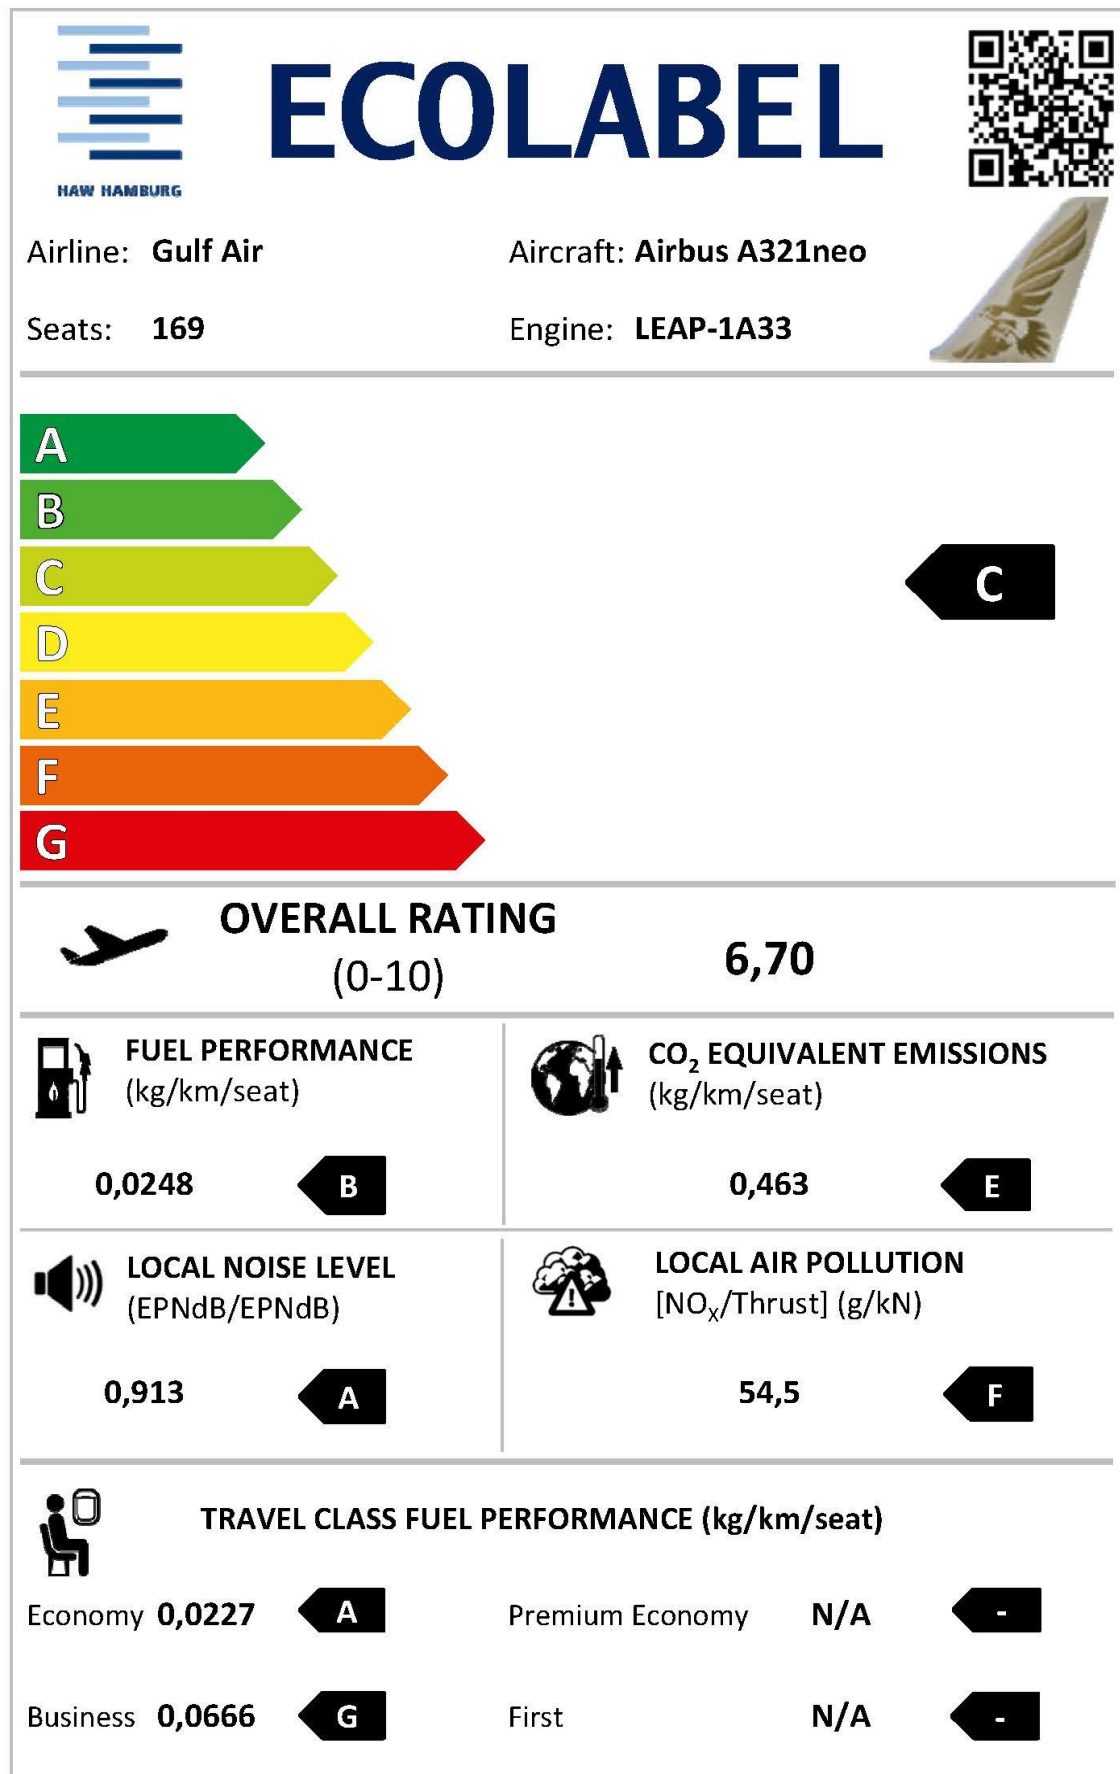 ECOLABEL
HAW HAMBURG
Airline: Gulf Air
Aircraft: Airbus A321neo
Seats: 169
Engine: LEAP-1A33
A
B
C
C
D
E
F
G
OVERALL RATING
(0-10)
6,70
FUEL PERFORMANCE
(kg/km/seat)
0,0248 B
CO₂ EQUIVALENT EMISSIONS
(kg/km/seat)
0,463 E
LOCAL NOISE LEVEL
(EPNdB/EPNdB)
0,913 A
LOCAL AIR POLLUTION
[NOₓ/Thrust] (g/kN)
54,5 F
TRAVEL CLASS FUEL PERFORMANCE (kg/km/seat)
Economy 0,0227 A
Premium Economy N/A -
Business 0,0666 G
First N/A -